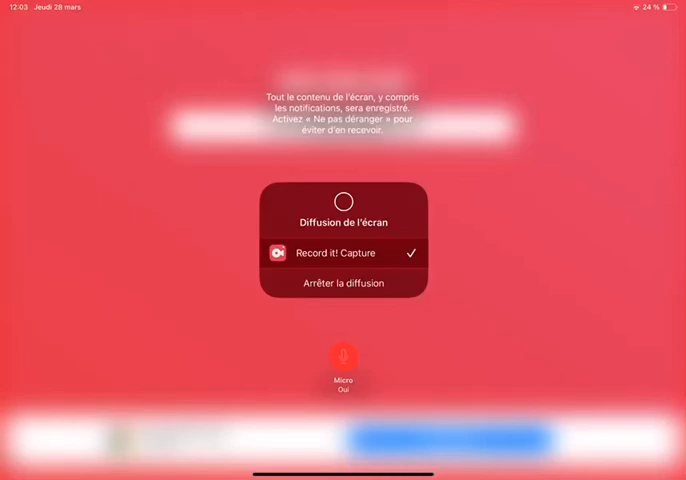 12:03 Jeudi 28 mars
24 %
Tout le contenu de l'écran, y compris
les notifications, sera enregistré.
Activez « Ne pas déranger » pour
éviter d'en recevoir.
Diffusion de l'écran
Record it! Capture
Arrêter la diffusion
Micro
Oui